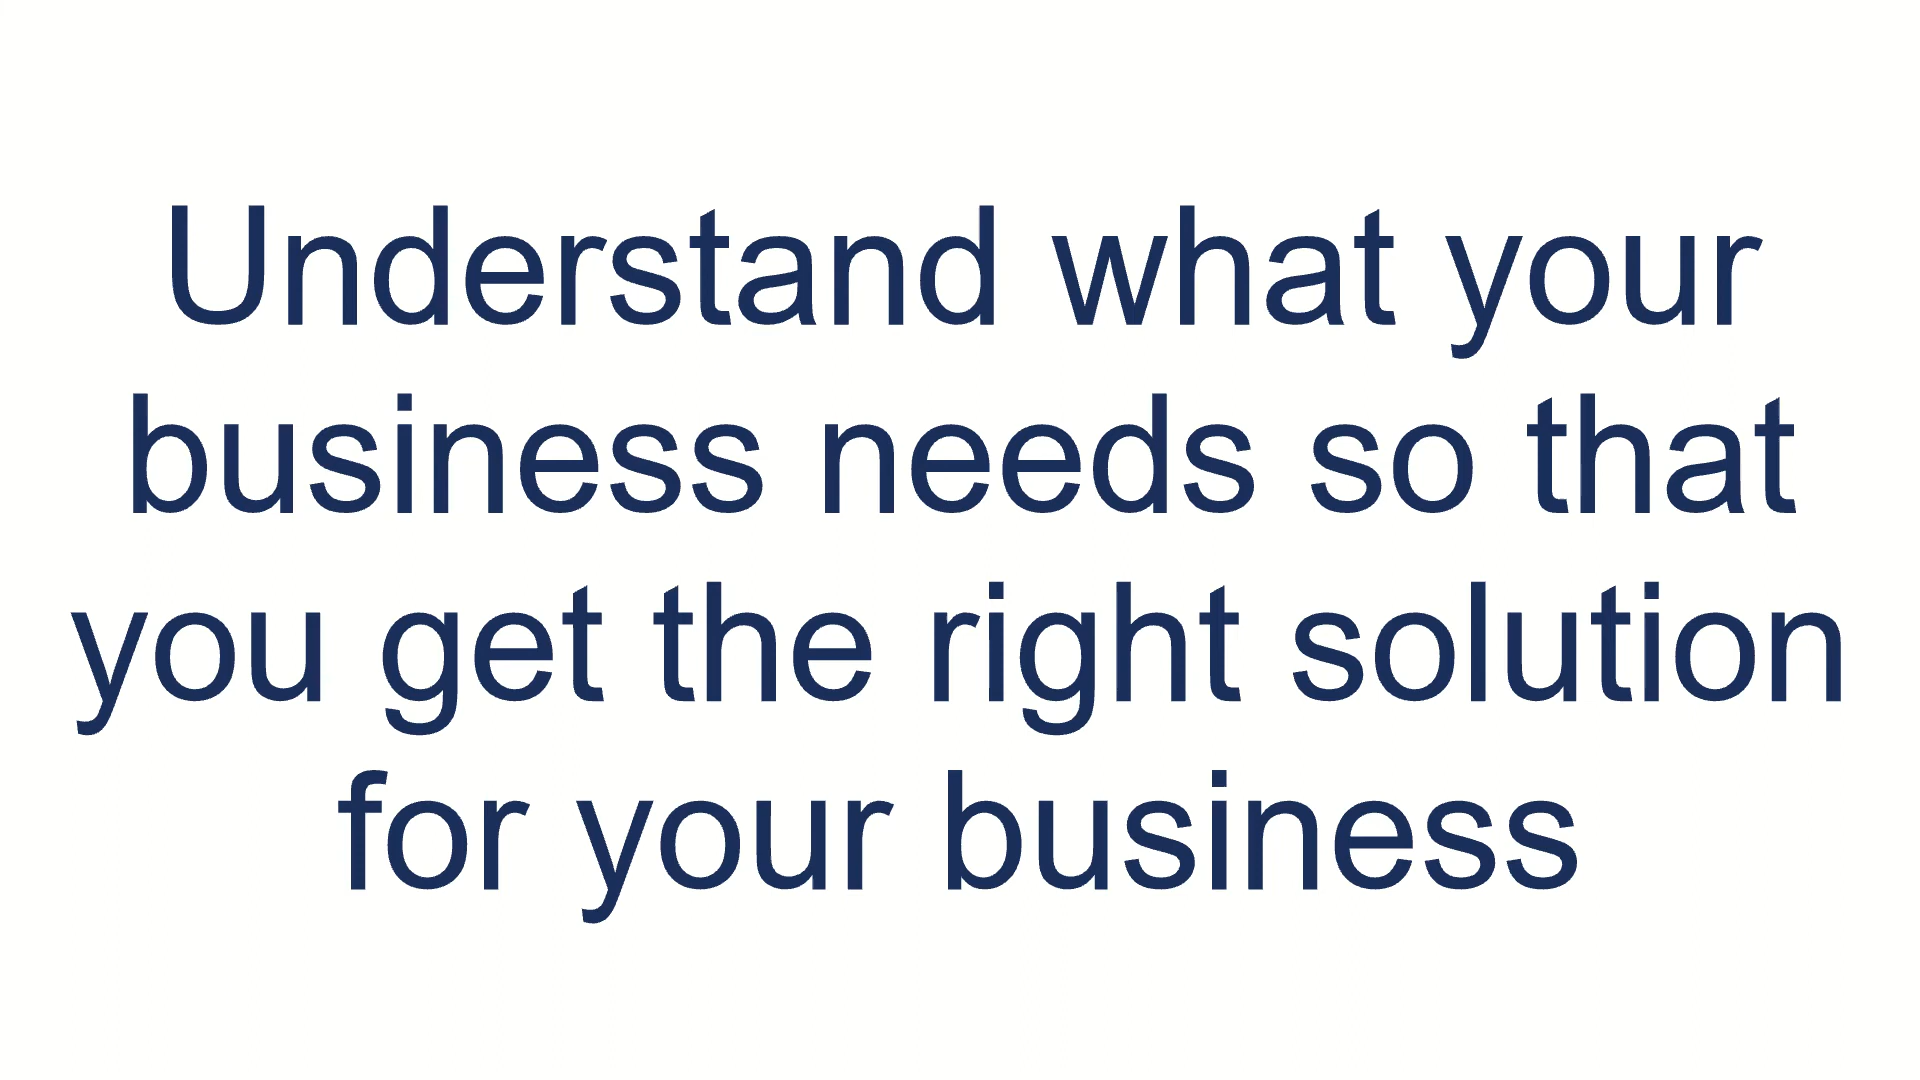 Understand what your
business needs so that
you get the right solution
for your business